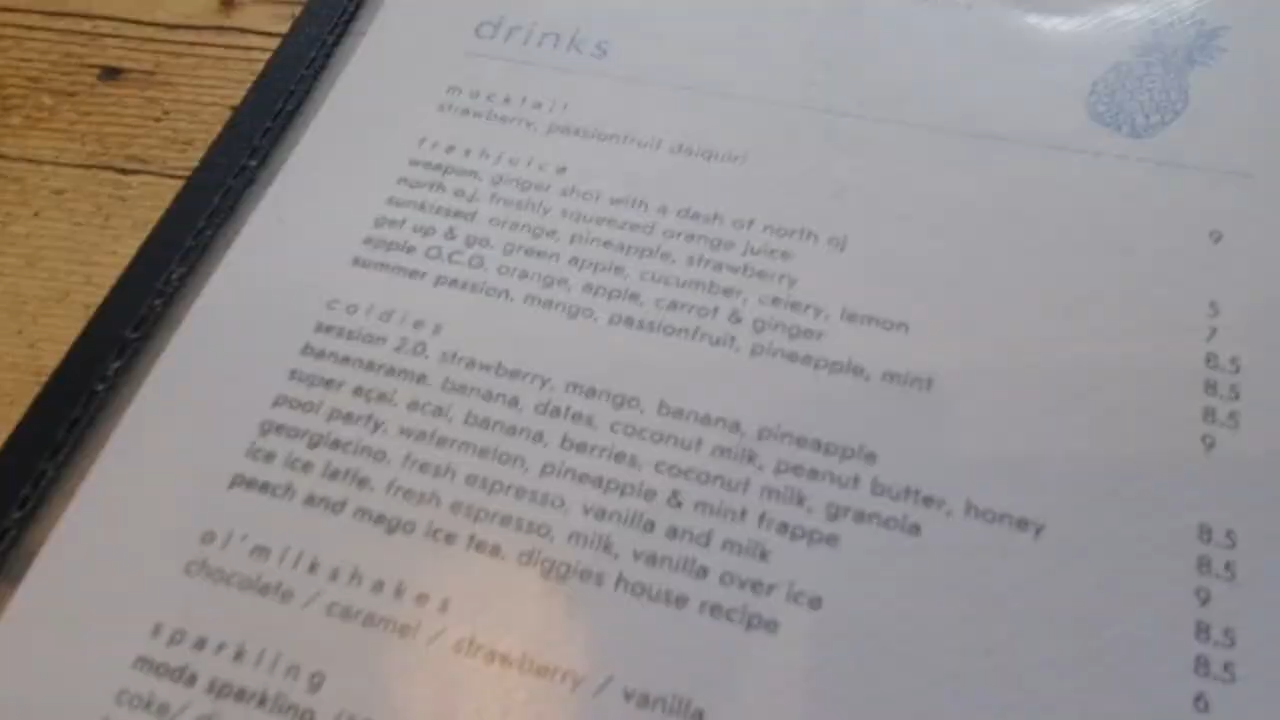 drinks
mocktail
strawberry, passionfruit daiquiri 9
freshjuice
weapon. ginger shot with a dash of north oj 5
north oj. freshly squeezed orange juice 7
sunkissed. orange, pineapple, strawberry 8.5
get up & go. green apple, cucumber, celery, lemon 8.5
apple O.C.G. orange, apple, carrot & ginger 8.5
summer passion. mango, passionfruit, pineapple, mint 9
coldies
session 2.0. strawberry, mango, banana, pineapple 8.5
bananarama. banana, dates, coconut milk, peanut butter, honey 8.5
super açai. acai, banana, berries, coconut milk, granola 9
pool party. watermelon, pineapple & mint frappe 8.5
georgiacino. fresh espresso, vanilla and milk 8.5
ice ice latte. fresh espresso, milk, vanilla over ice 6
peach and mago ice tea. diggies house recipe
ol'milkshakes
chocolate / caramel / strawberry / vanilla
sparkling
moda sparkling.
coke/